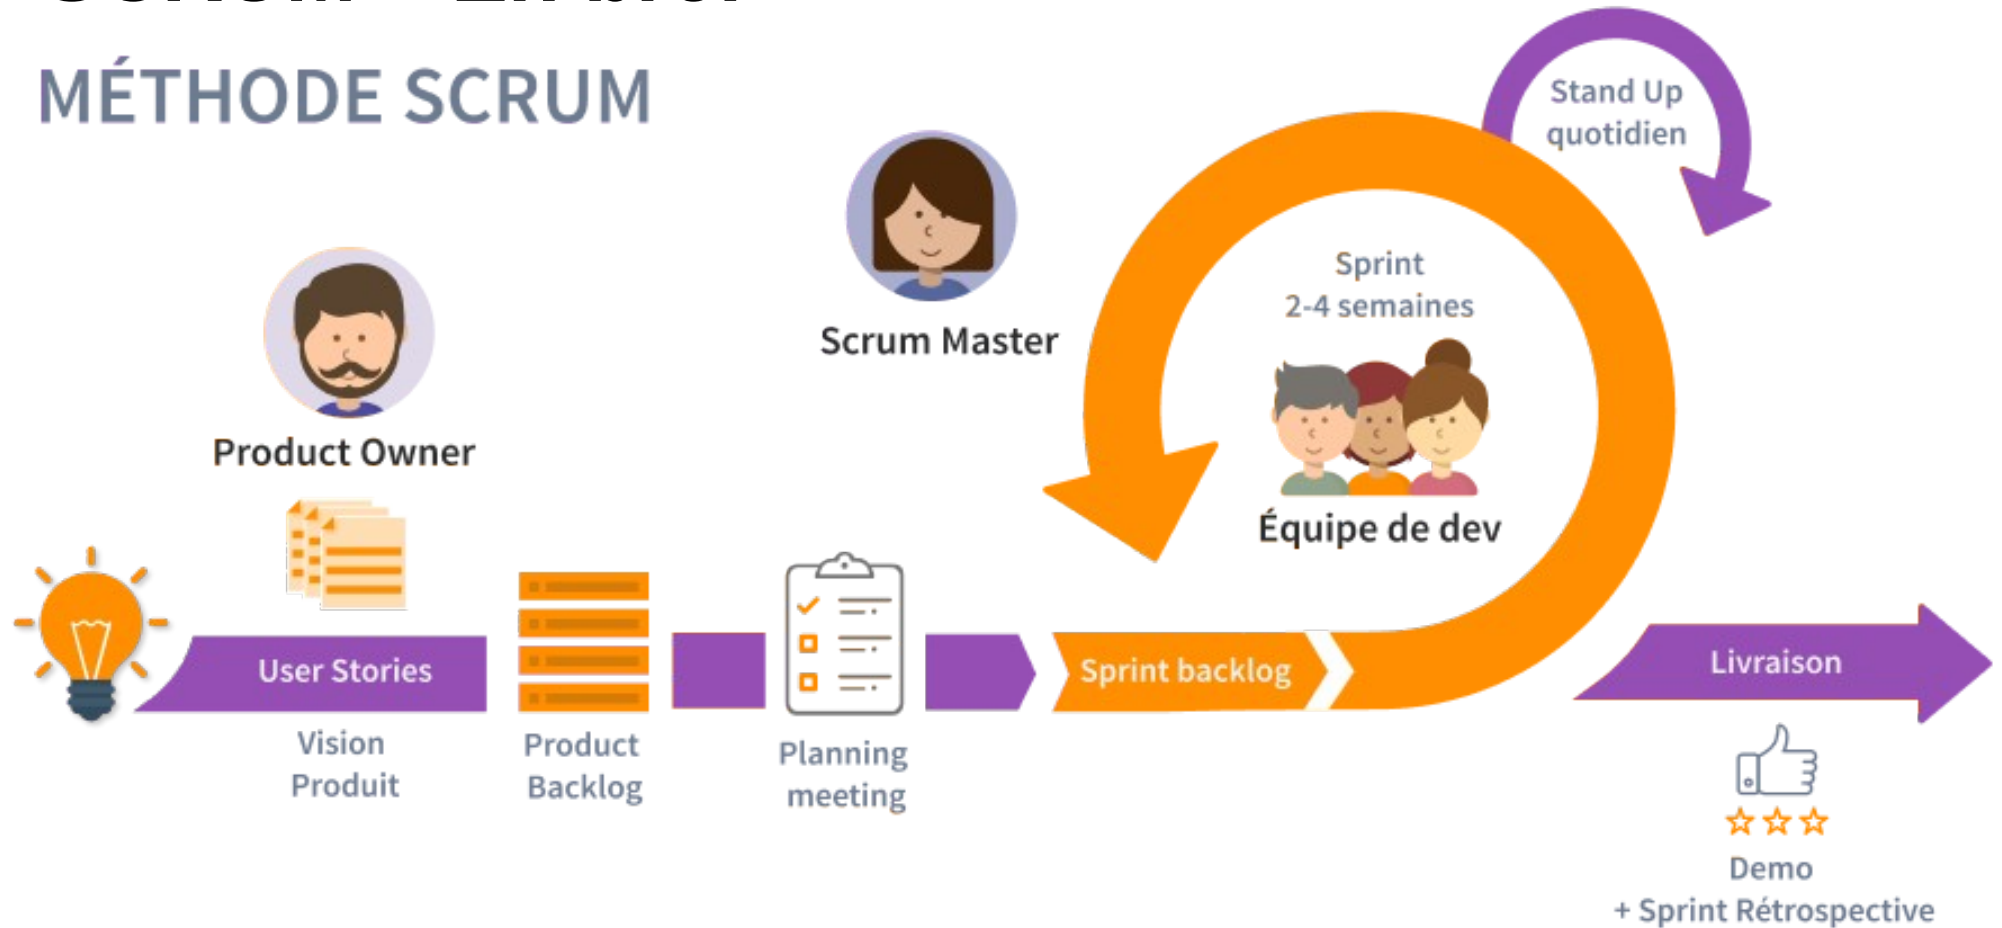 MÉTHODE SCRUM
Stand Up
quotidien
Sprint
2-4 semaines
Scrum Master
Product Owner
Équipe de dev
User Stories
Sprint backlog
Livraison
Vision
Produit
Product
Backlog
Planning
meeting
Demo
+ Sprint Rétrospective